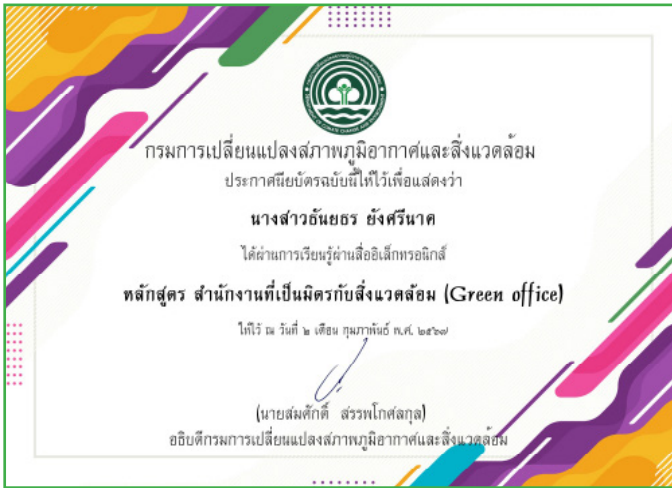 กรมการเปลี่ยนแปลงสภาพภูมิอากาศและสิ่งแวดล้อม
ประกาศนียบัตรฉบับนี้ให้ไว้เพื่อแสดงว่า
นางสาวธันยธร ยังศรีนาค
ได้ผ่านการเรียนรู้ผ่านสื่ออิเล็กทรอนิกส์
หลักสูตร สำนักงานที่เป็นมิตรกับสิ่งแวดล้อม (Green office)
ให้ไว้ ณ วันที่ ๒ เดือน กุมภาพันธ์ พ.ศ. ๒๕๖๗
(นายสมศักดิ์ สรรพโกศลกุล)
อธิบดีกรมการเปลี่ยนแปลงสภาพภูมิอากาศและสิ่งแวดล้อม